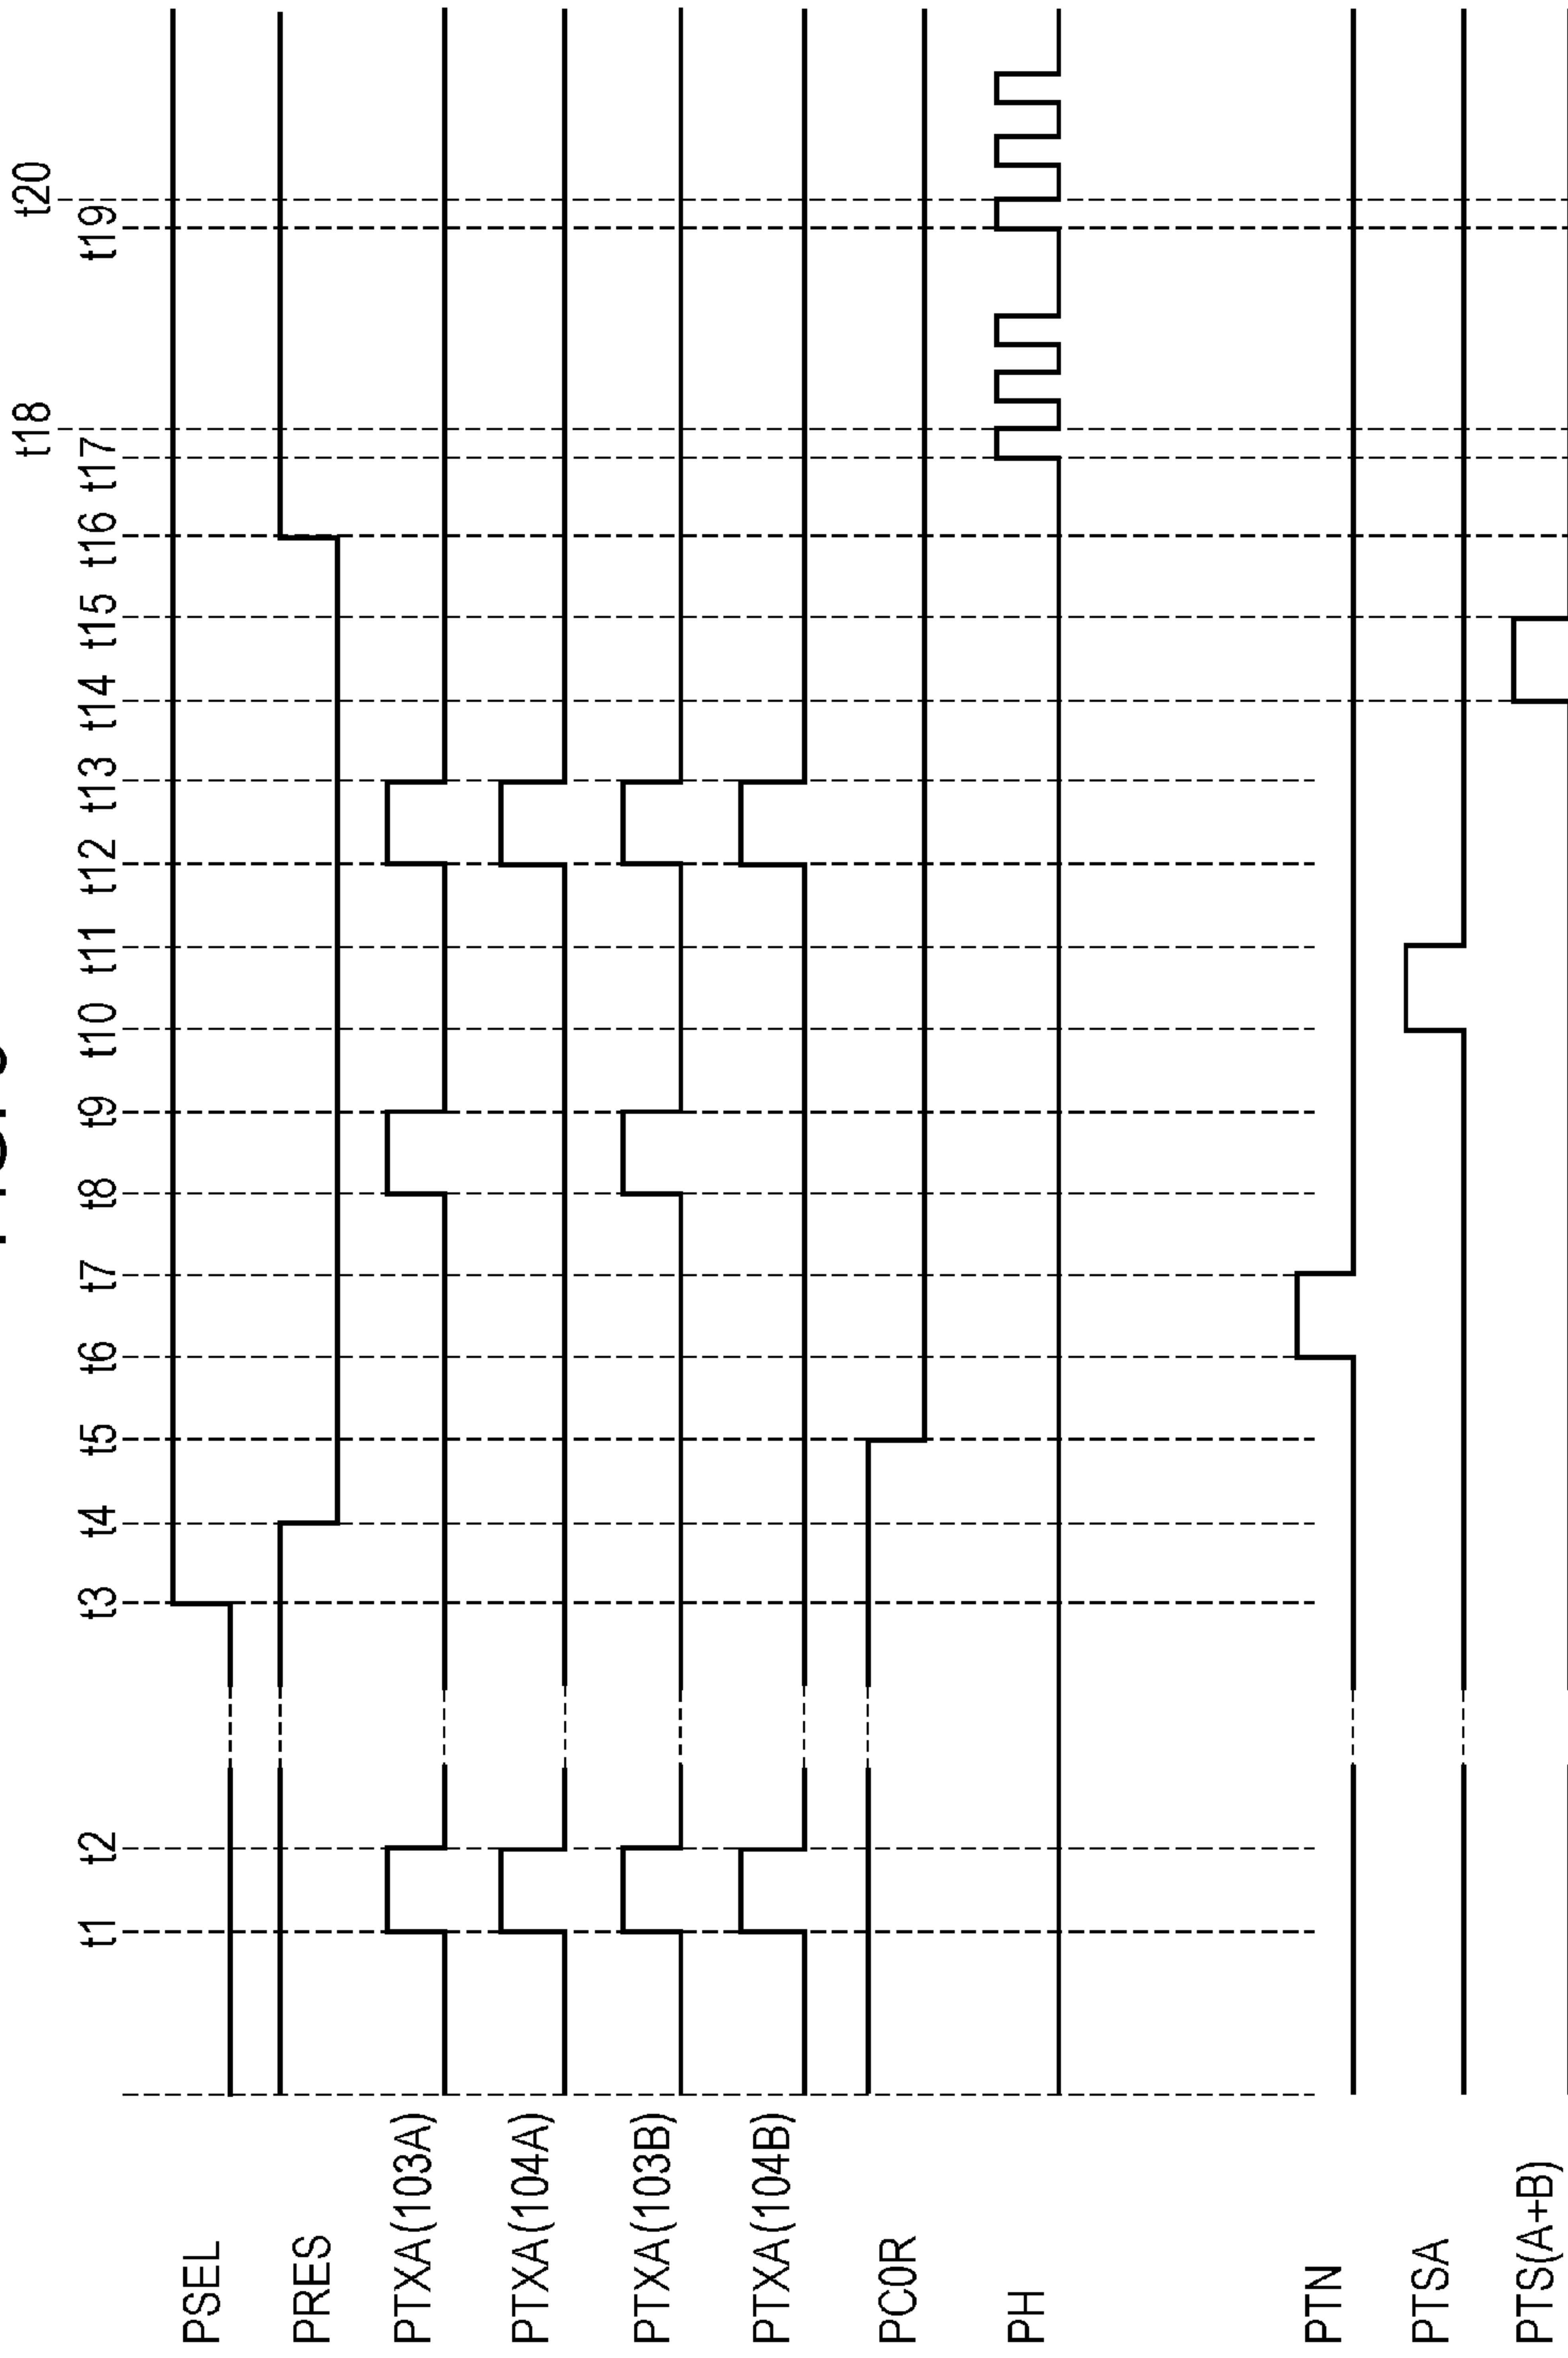 t18 t20
t1 t2 t3 t4 t5 t6 t7 t8 t9 t10 t11 t12 t13 t14 t15 t16 t17 t19
PSEL
PRES
PTXA(103A)
PTXA(104A)
PTXA(103B)
PTXA(104B)
PC0R
PH
PTN
PTSA
PTS(A+B)